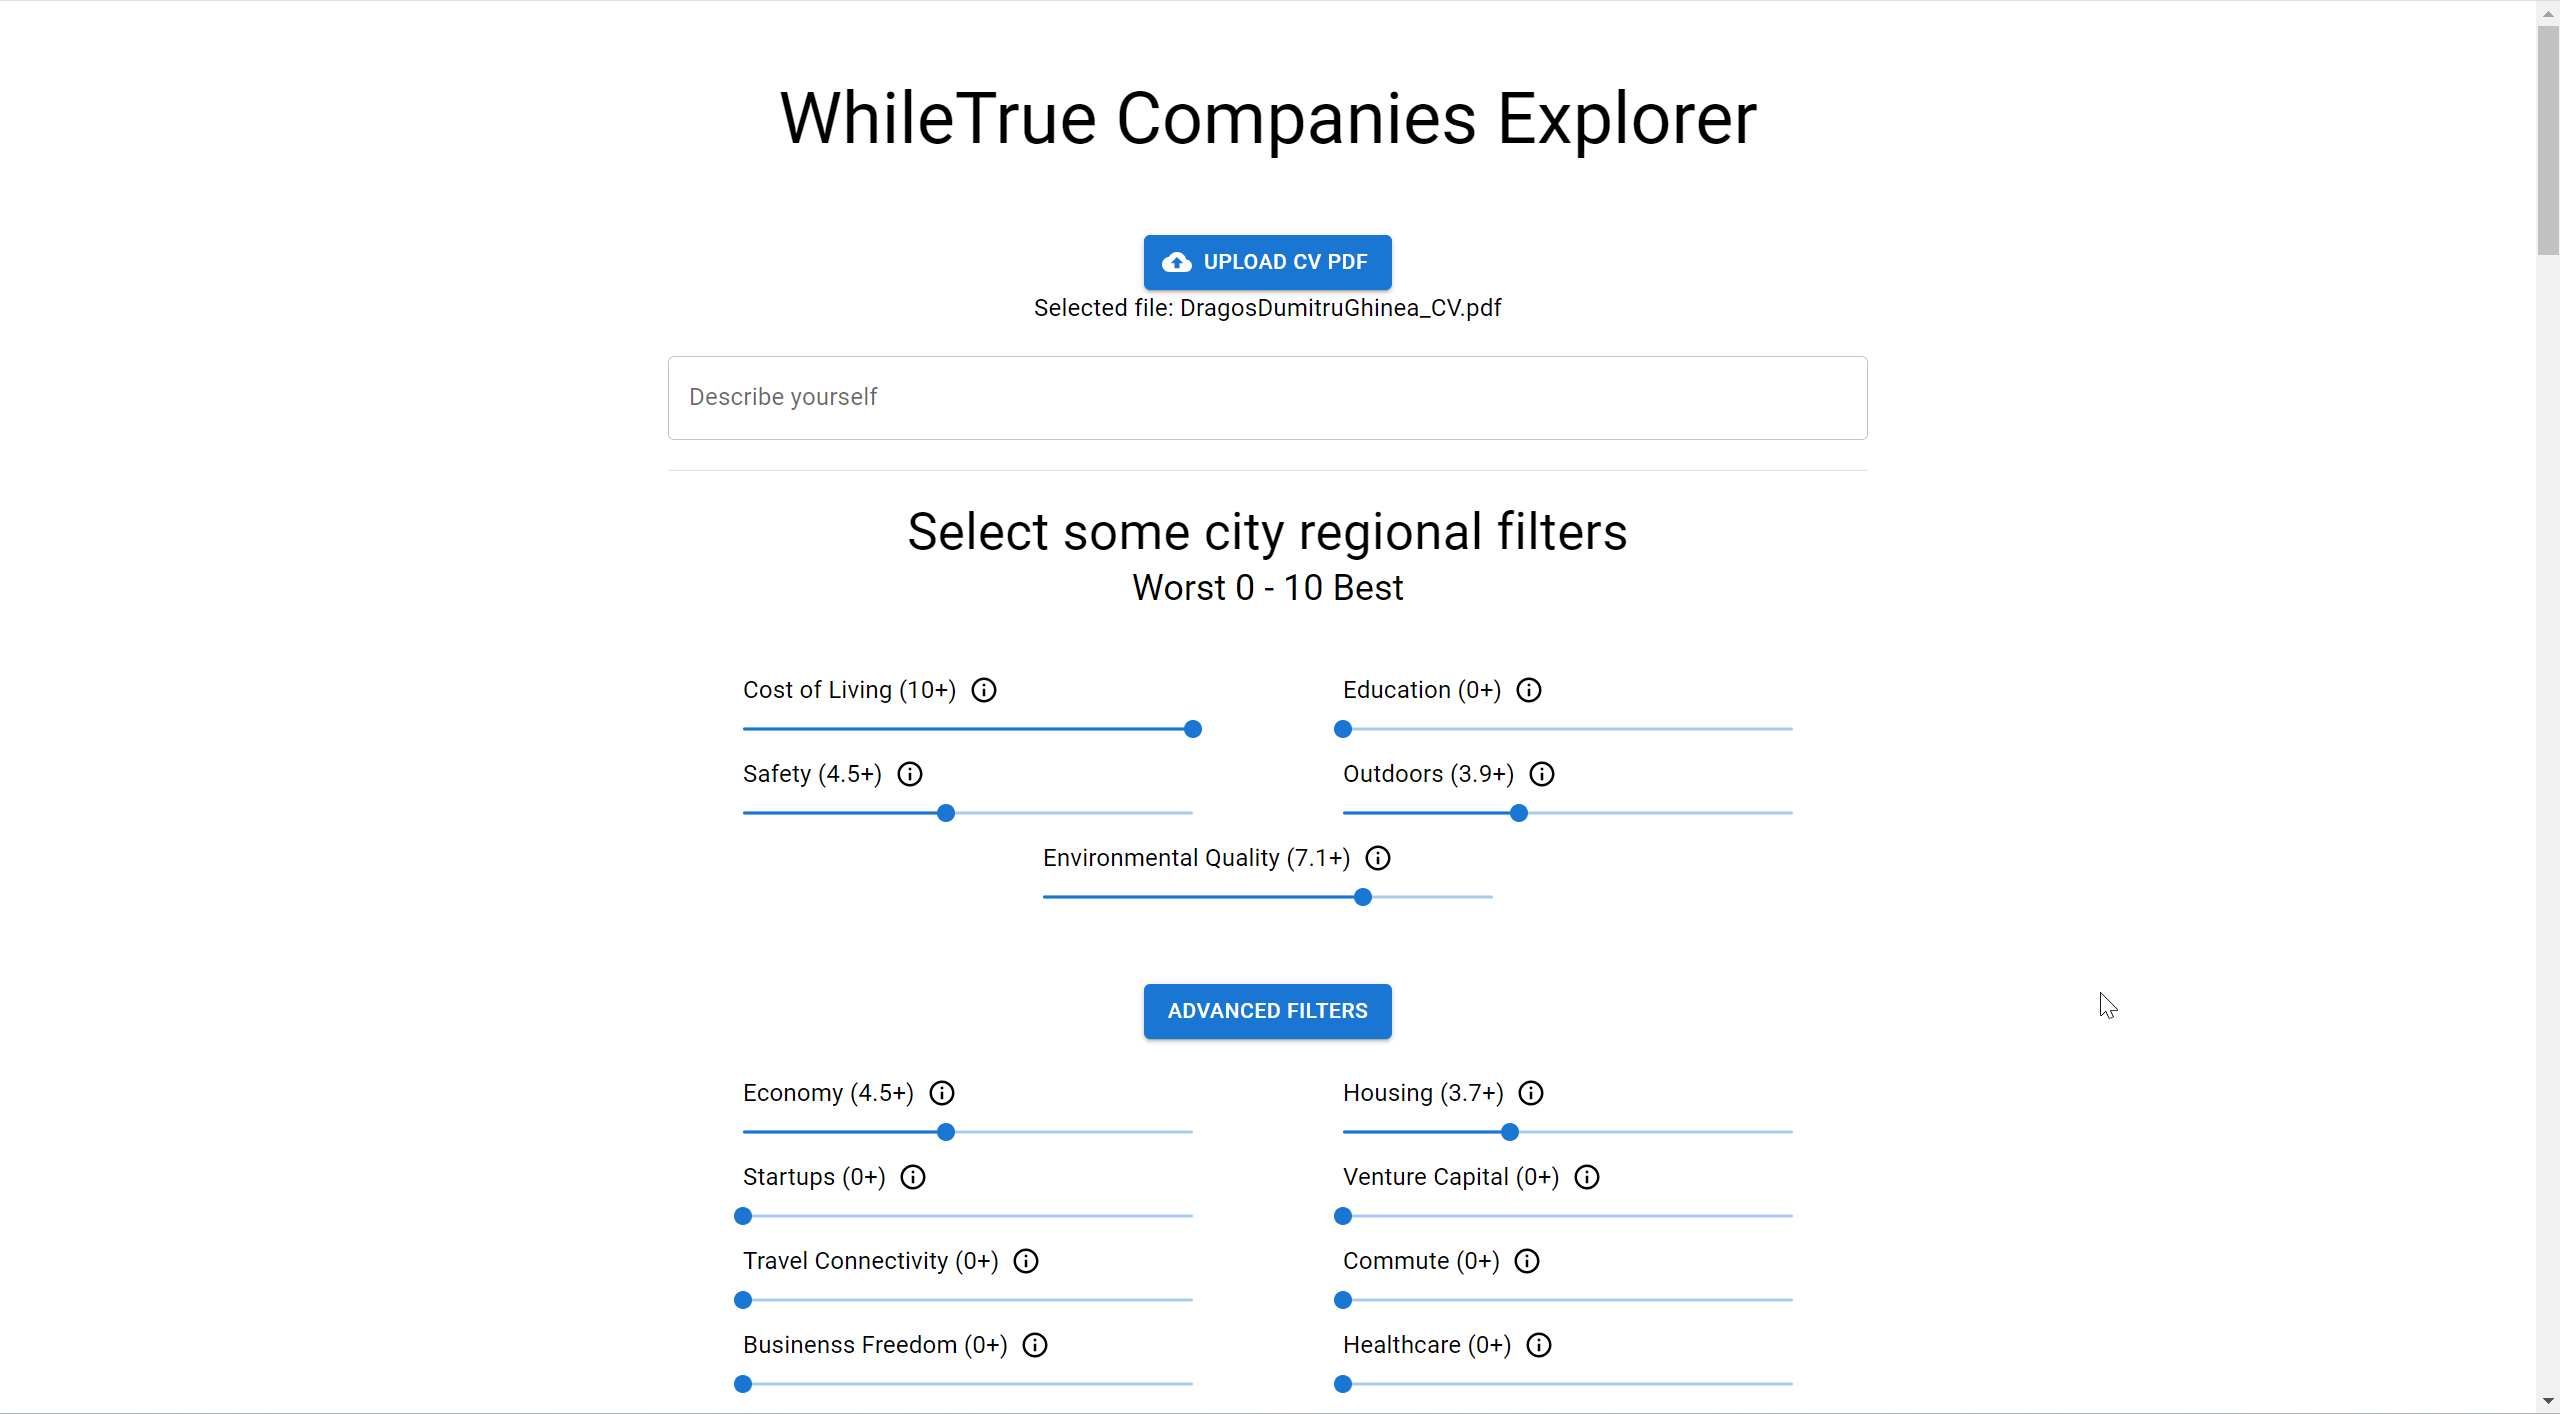 WhileTrue Companies Explorer
UPLOAD CV PDF
Selected file: DragosDumitruGhinea_CV.pdf
Describe yourself
Select some city regional filters
Worst 0 - 10 Best
Cost of Living (10+)
Education (0+)
Safety (4.5+)
Outdoors (3.9+)
Environmental Quality (7.1+)
ADVANCED FILTERS
Economy (4.5+)
Housing (3.7+)
Startups (0+)
Venture Capital (0+)
Travel Connectivity (0+)
Commute (0+)
Businenss Freedom (0+)
Healthcare (0+)